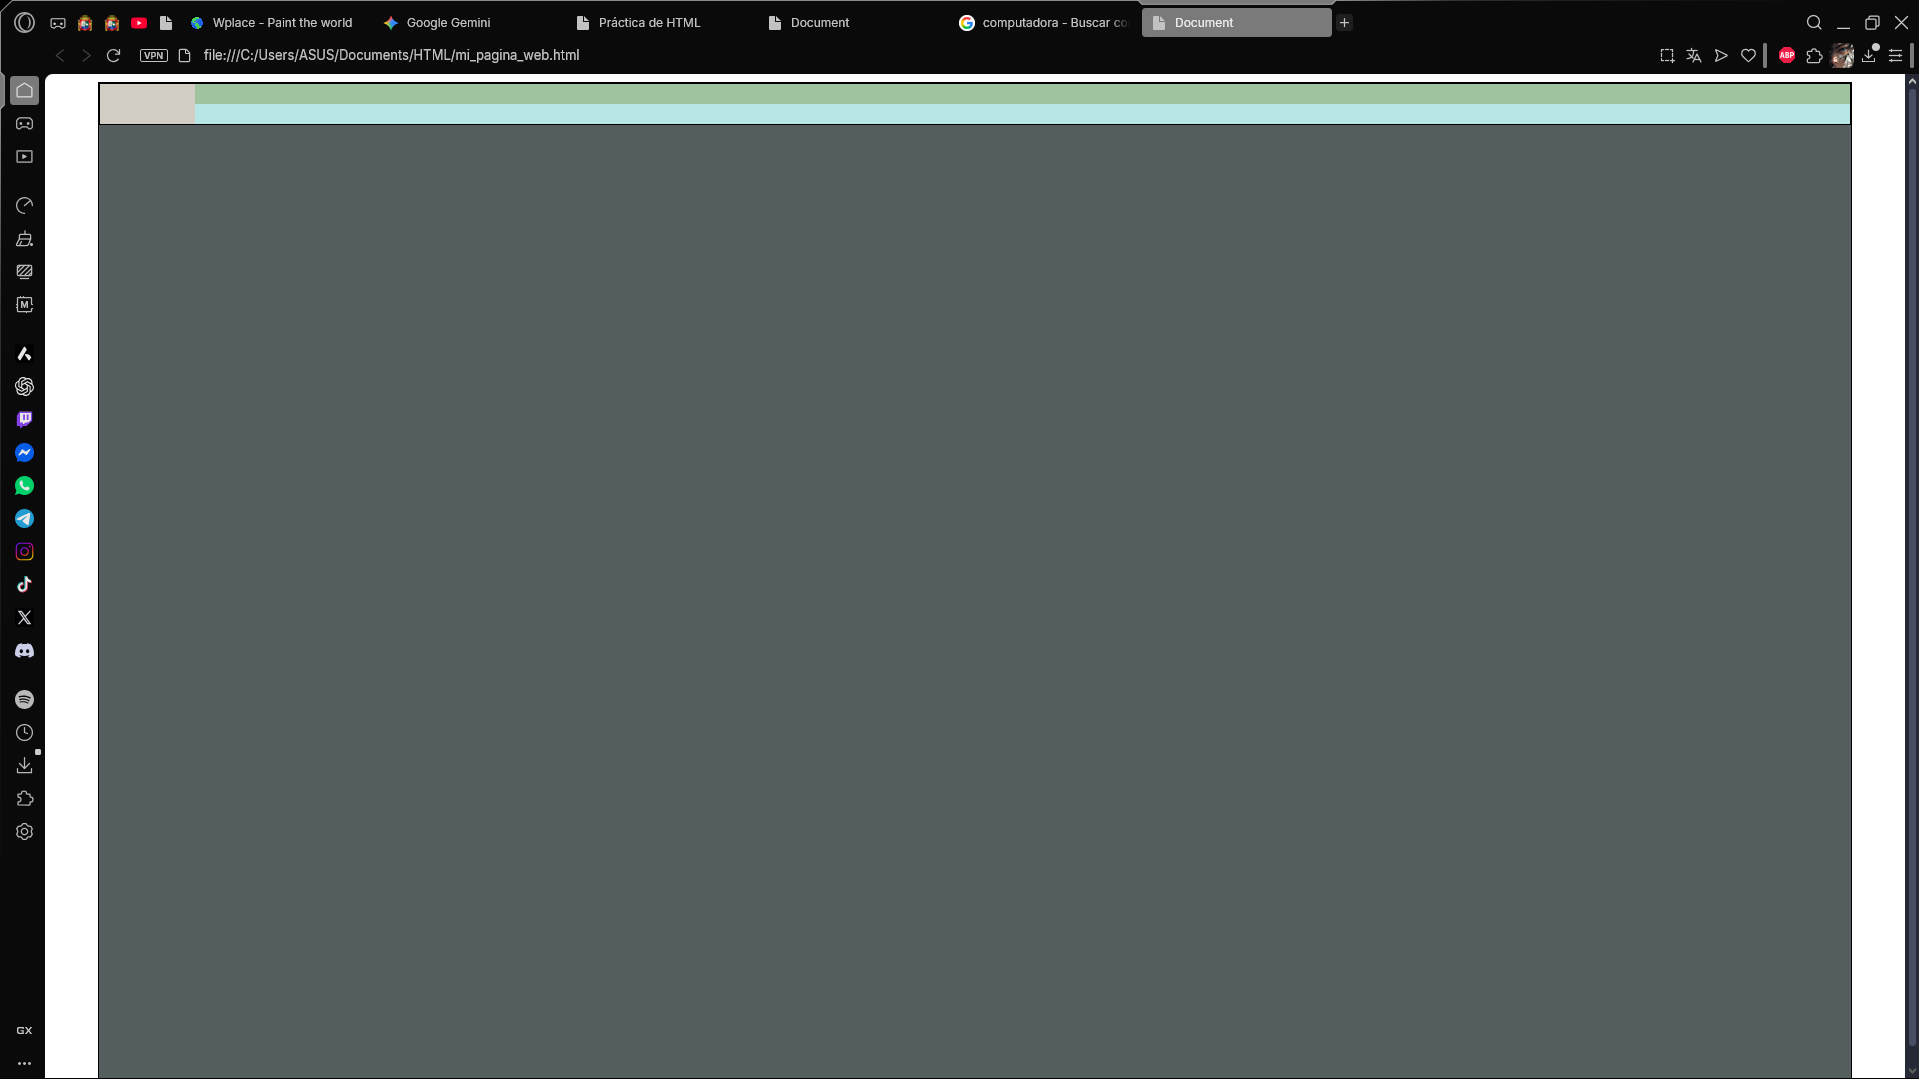 Wplace - Paint the world
Google Gemini
Práctica de HTML
Document
computadora - Buscar co
Document
VPN
file:///C:/Users/ASUS/Documents/HTML/mi_pagina_web.html
ABP
M
GX